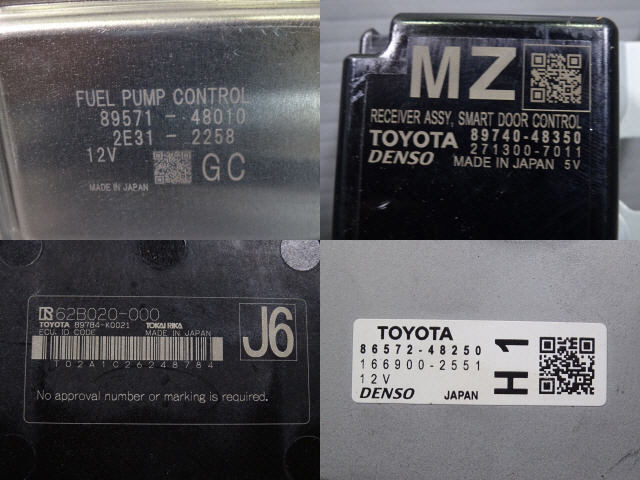 FUEL PUMP CONTROL
89571 - 48010
2E31 - 2258
12V GC
MADE IN JAPAN
MZ
RECEIVER ASSY, SMART DOOR CONTROL
TOYOTA 89740-48350
DENSO 271300-7011
MADE IN JAPAN 5V
62B020-000
TOYOTA 89784-K0021 TOKAI RIKA
ECU, ID CODE MADE IN JAPAN
J6
T02A1C26248784
No approval number or marking is required.
TOYOTA
86572-48250
166900-2551
12V
DENSO JAPAN
H1